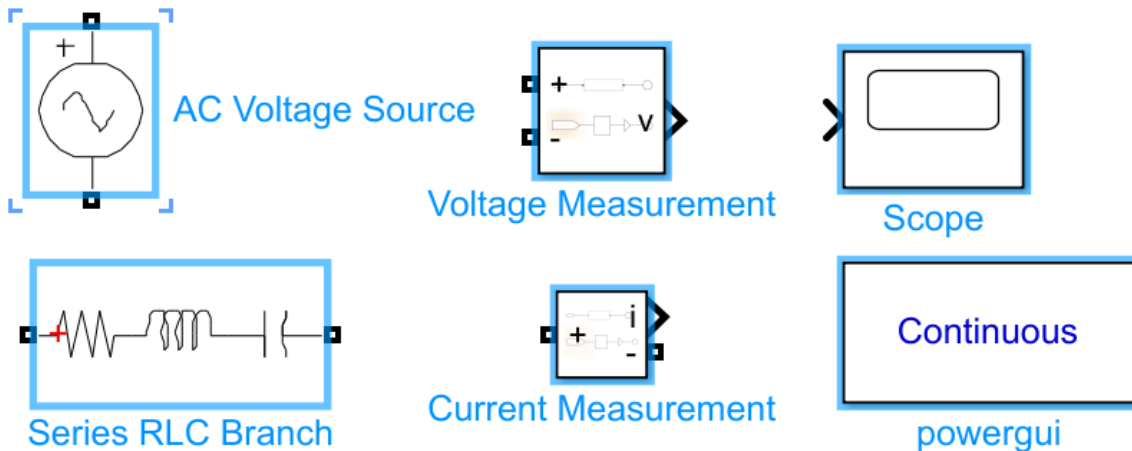 +
AC Voltage Source
+
-
v
Voltage Measurement
Scope
+
Series RLC Branch
i
+
-
Current Measurement
Continuous
powergui